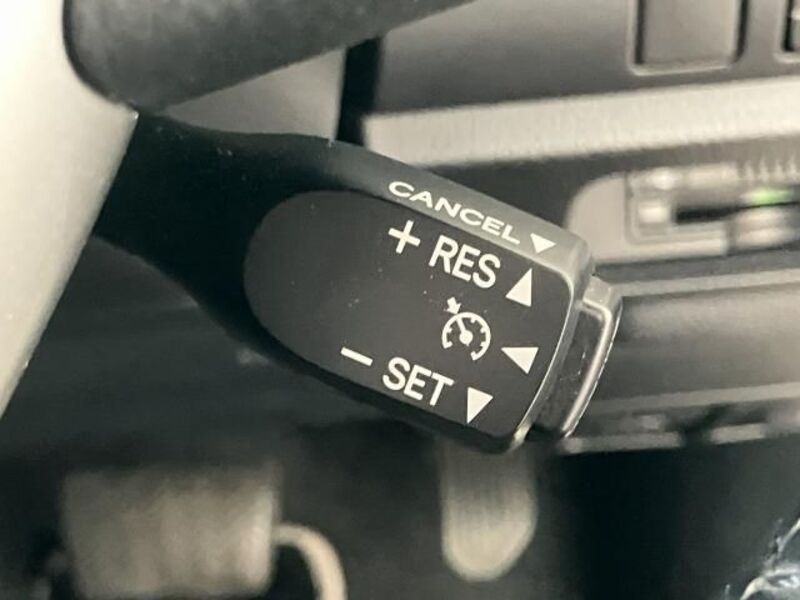 CANCEL
+ RES
- SET